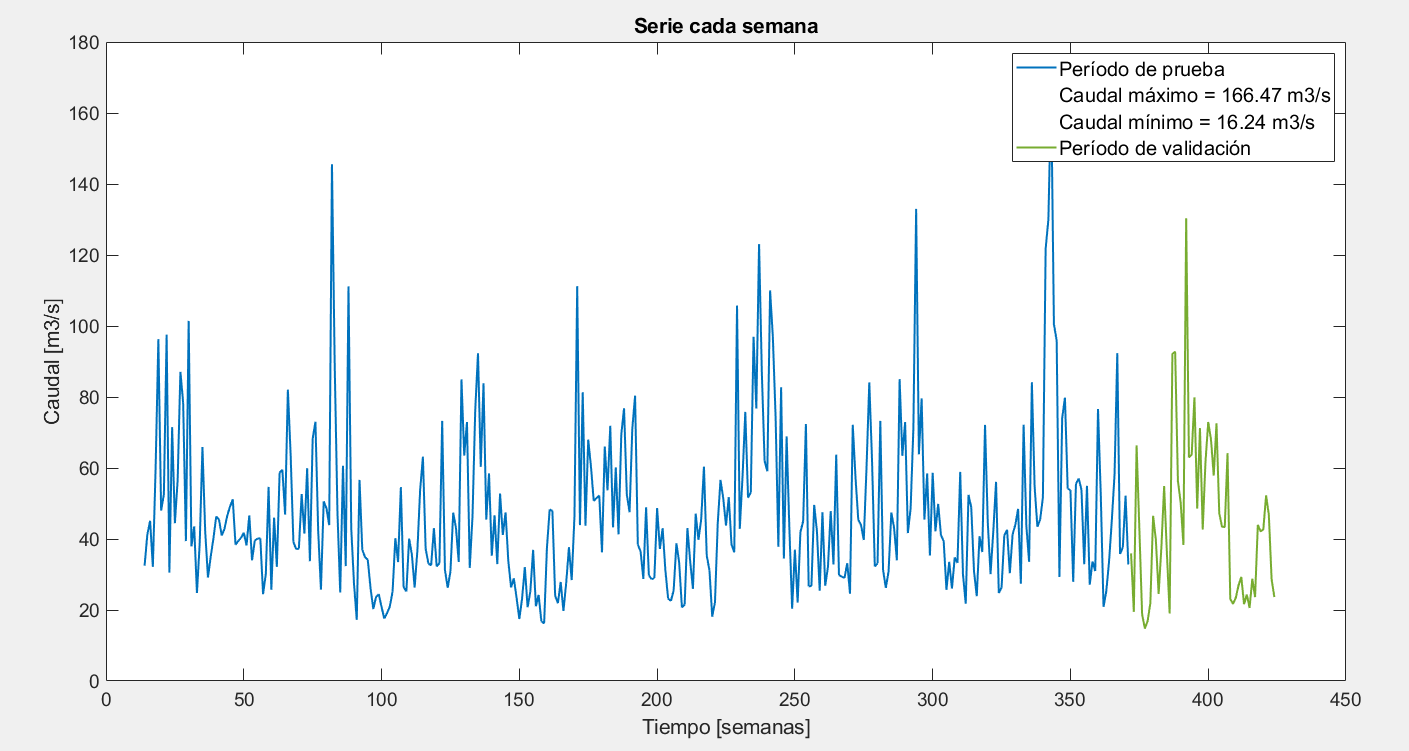 Serie cada semana
Período de prueba
Caudal máximo = 166.47 m3/s
Caudal mínimo = 16.24 m3/s
Período de validación
Caudal [m3/s]
180
160
140
120
100
80
60
40
20
0
0 50 100 150 200 250 300 350 400 450
Tiempo [semanas]